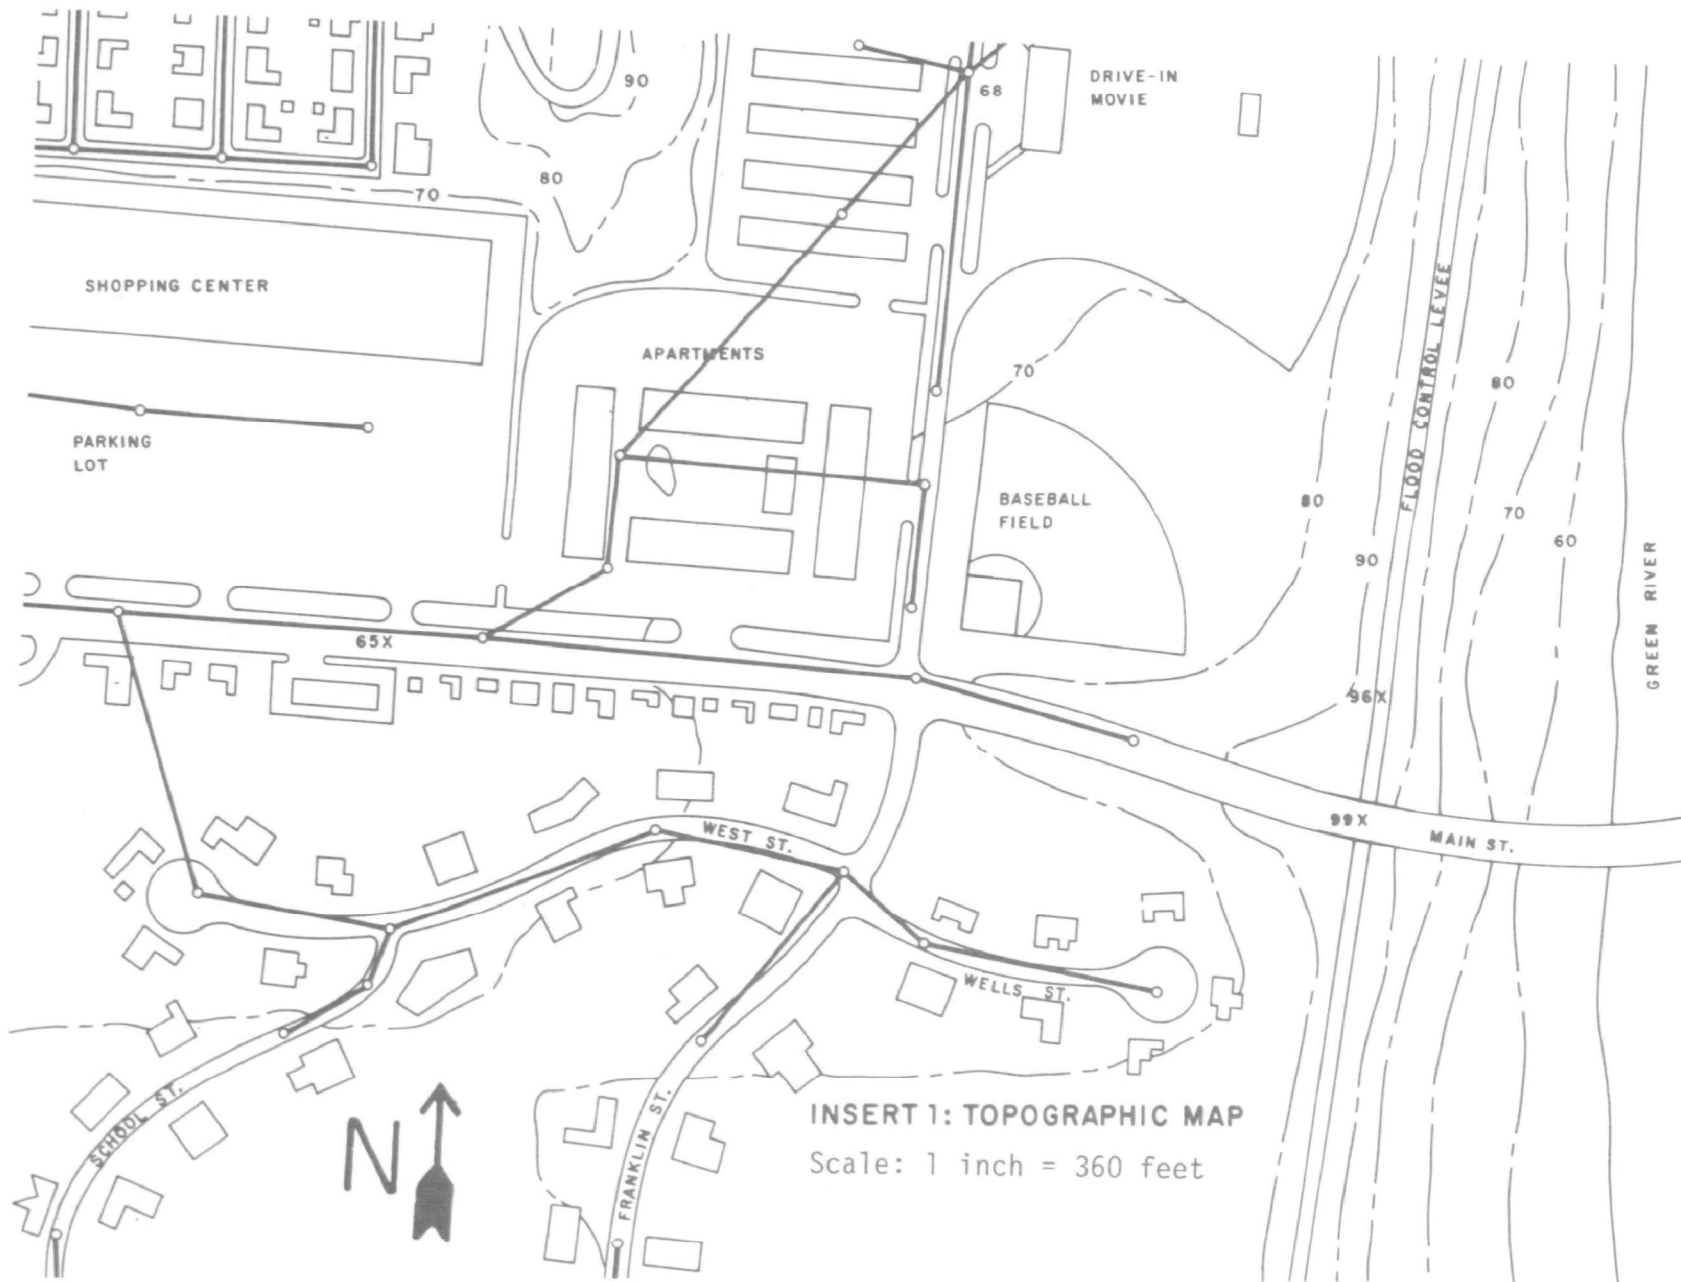 90
DRIVE-IN
MOVIE
68
80
70
SHOPPING CENTER
APARTMENTS
70
FLOOD CONTROL LEVEE
80
PARKING
LOT
BASEBALL
FIELD
80
70
60
90
GREEN RIVER
65X
96X
99X
MAIN ST.
WEST ST.
WELLS ST.
SCHOOL ST.
FRANKLIN ST.
N
INSERT 1: TOPOGRAPHIC MAP
Scale: 1 inch = 360 feet